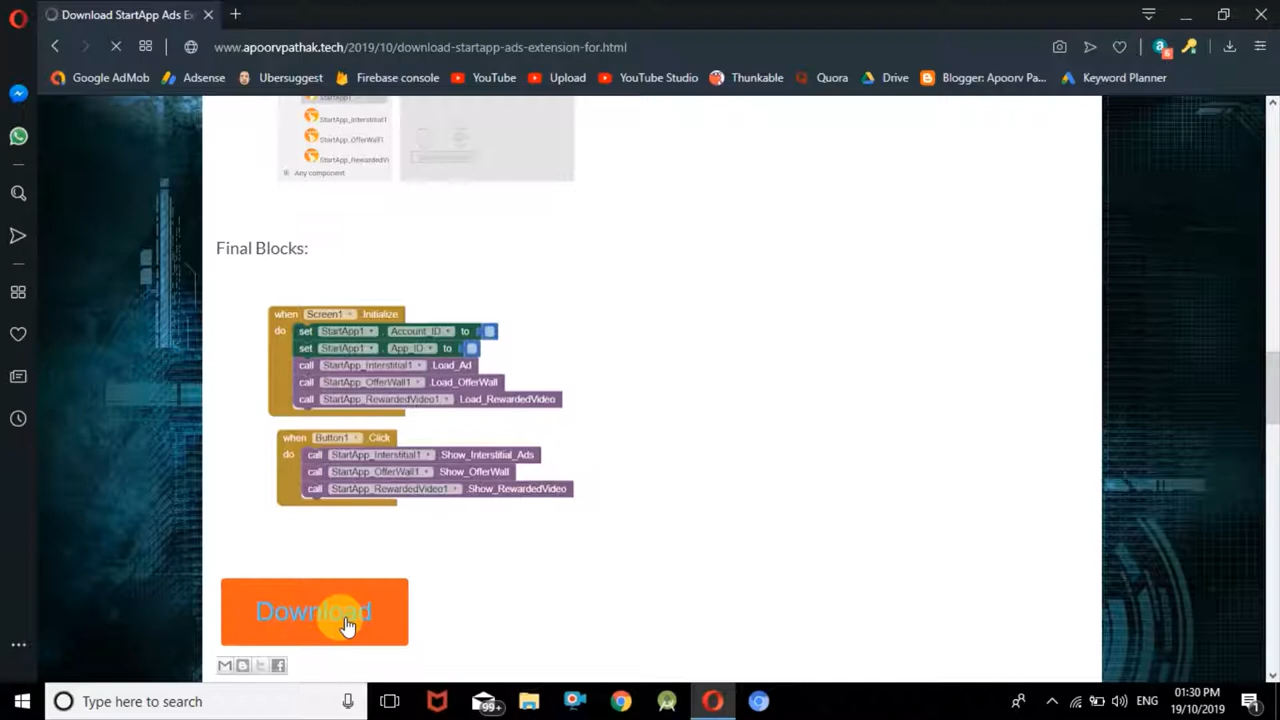 Download StartApp Ads Ex
www.apoorvpathak.tech/2019/10/download-startapp-ads-extension-for.html
6
Google AdMob Adsense Ubersuggest Firebase console YouTube Upload YouTube Studio Thunkable Quora Drive Blogger: Apoorv Pa... Keyword Planner
StartApp1
StartApp_Interstitial1
StartApp_OfferWall1
StartApp_RewardedVi
Any component
Final Blocks:
when Screen1 .Initialize
do set StartApp1 . Account_ID to
set StartApp1 . App_ID to
call StartApp_Interstitial1 .Load_Ad
call StartApp_OfferWall1 .Load_OfferWall
call StartApp_RewardedVideo1 .Load_RewardedVideo
when Button1 .Click
do call StartApp_Interstitial1 .Show_Interstitial_Ads
call StartApp_OfferWall1 .Show_OfferWall
call StartApp_RewardedVideo1 .Show_RewardedVideo
Download
Type here to search
99+
ENG
01:30 PM
19/10/2019
1